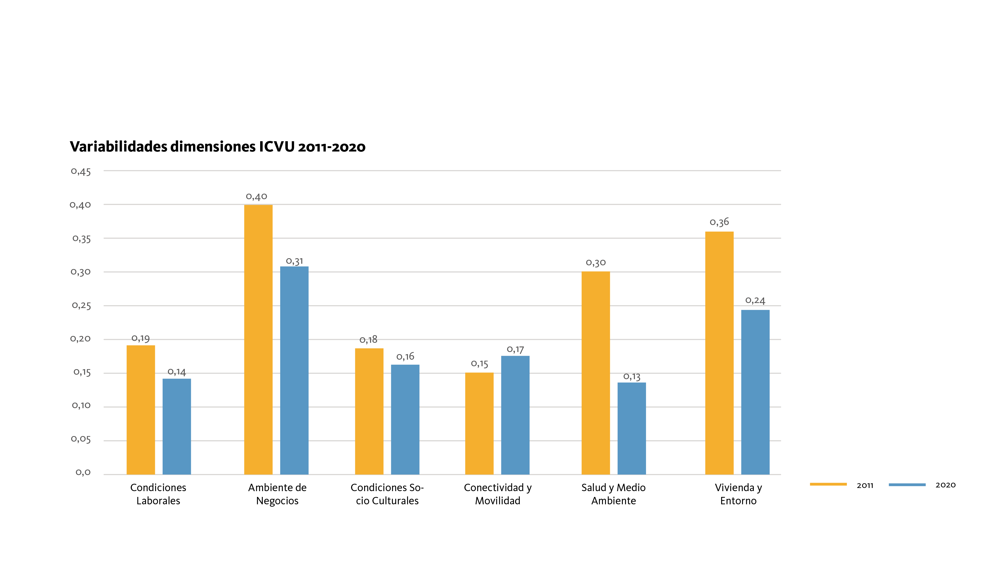 Variabilidades dimensiones ICVU 2011-2020
0,45
0,40
0,35
0,30
0,25
0,20
0,15
0,10
0,05
0,0
0,19
0,14
0,40
0,31
0,18
0,16
0,15
0,17
0,30
0,13
0,36
0,24
Condiciones
Laborales
Ambiente de
Negocios
Condiciones So-
cio Culturales
Conectividad y
Movilidad
Salud y Medio
Ambiente
Vivienda y
Entorno
2011
2020